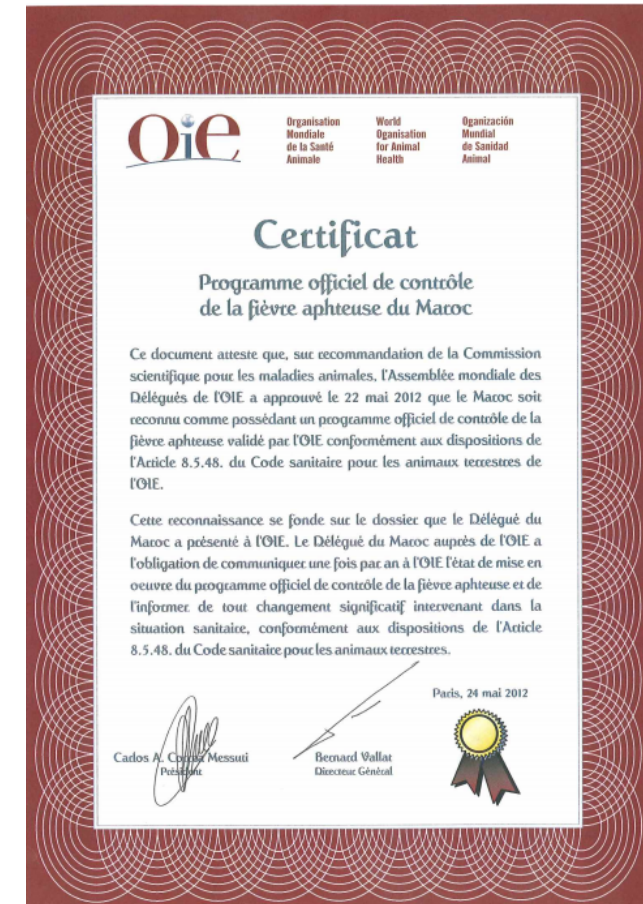 Oie
Organisation
Mondiale
de la Santé
Animale
World
Oganisation
for Animal
Health
Oganización
Mundial
de Sanidad
Animal
Certificat
Programme officiel de contrôle
de la fièvre aphteuse du Maroc
Ce document atteste que, sur recommandation de la Commission
scientifique pour les maladies animales, l'Assemblée mondiale des
Délégués de l'OIE a approuvé le 22 mai 2012 que le Maroc soit
reconnu comme possédant un programme officiel de contrôle de la
fièvre aphteuse validé par l'OIE conformément aux dispositions de
l'Article 8.5.48. du Code sanitaire pour les animaux terrestres de
l'OIE.
Cette reconnaissance se fonde sur le dossier que le Délégué du
Maroc a présenté à l'OIE. Le Délégué du Maroc auprès de l'OIE a
l'obligation de communiquer une fois par an à l'OIE l'état de mise en
oeuvre du programme officiel de contrôle de la fièvre aphteuse et de
l'informer de tout changement significatif intervenant dans la
situation sanitaire, conformément aux dispositions de l'Article
8.5.48. du Code sanitaire pour les animaux terrestres.
Paris, 24 mai 2012
Carlos A. Correa Messuti
Président
Bernard Vallat
Directeur Général